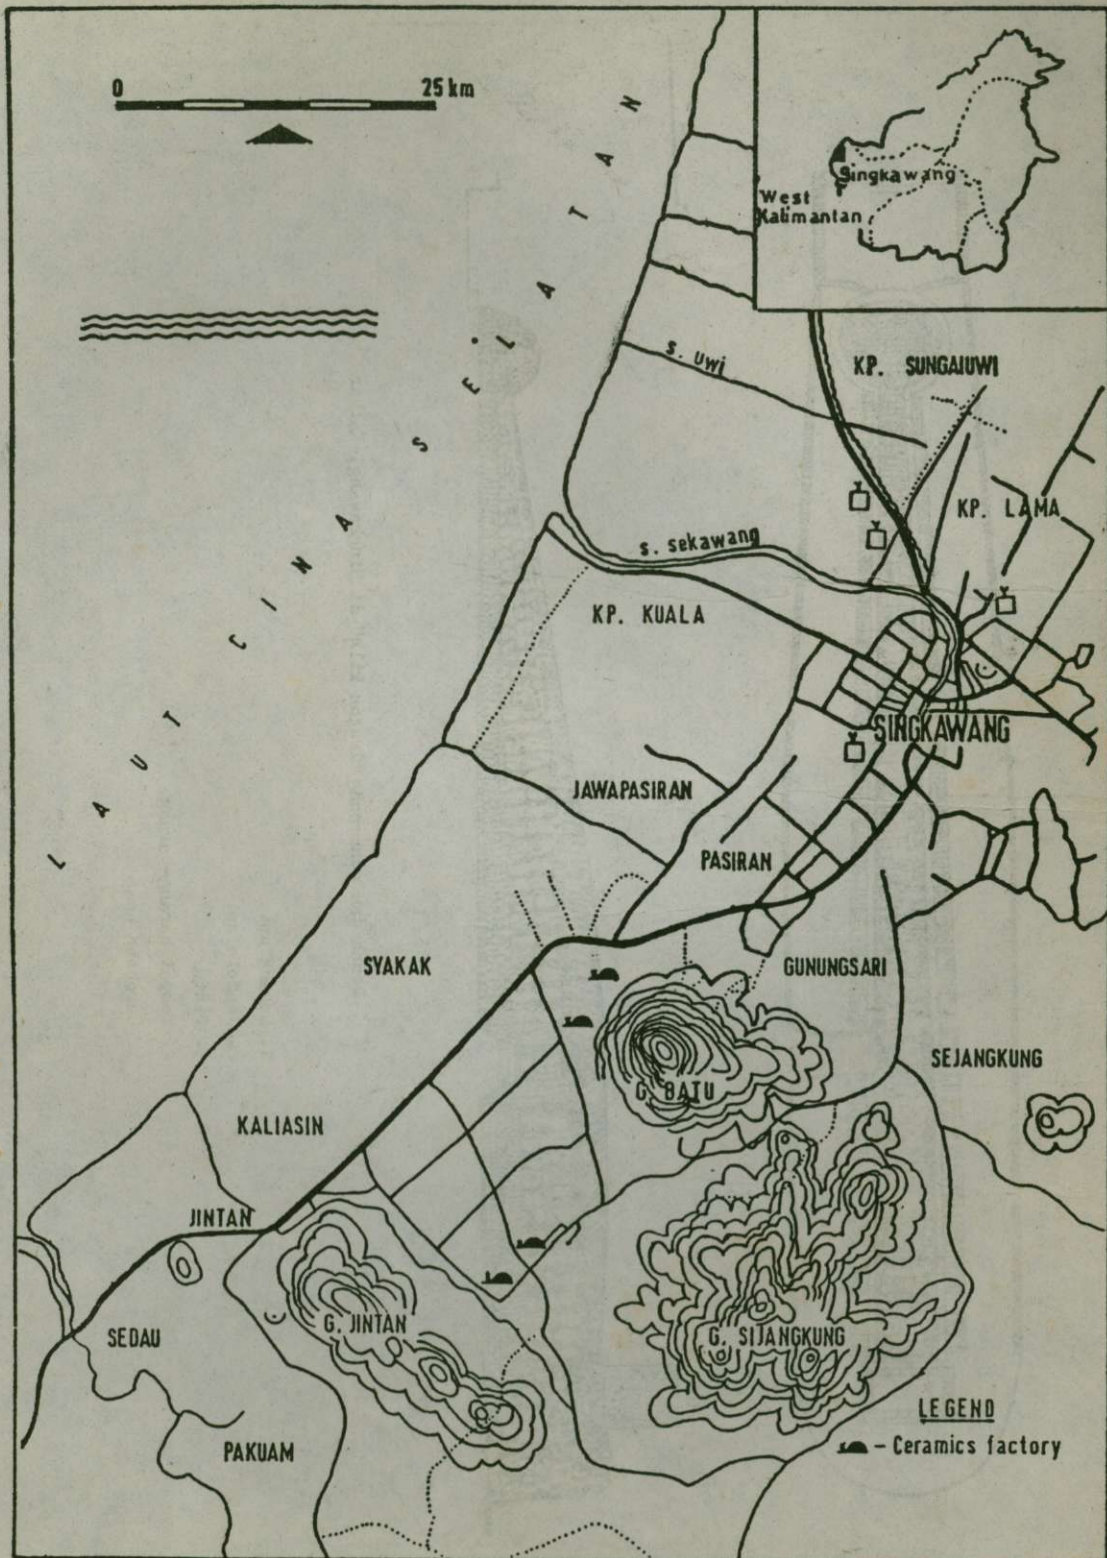 0 25 km
LAUT CINA SELATAN
Singkawang
West
Kalimantan
S. UWI
KP. SUNGAIUWI
KP. LAMA
S. Sekawang
KP. KUALA
SINGKAWANG
JAWAPASIRAN
PASIRAN
SYAKAK
GUNUNGSARI
SEJANGKUNG
G. BATU
KALIASIN
JINTAN
G. JINTAN
SEDAU
G. SIJANGKUNG
PAKUAM
LEGEND
- Ceramics factory